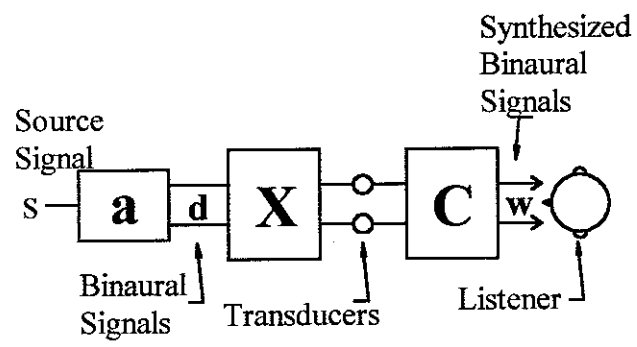 Synthesized
Binaural
Signals
Source
Signal
S
a
d
X
C
w
Binaural
Signals
Transducers
Listener